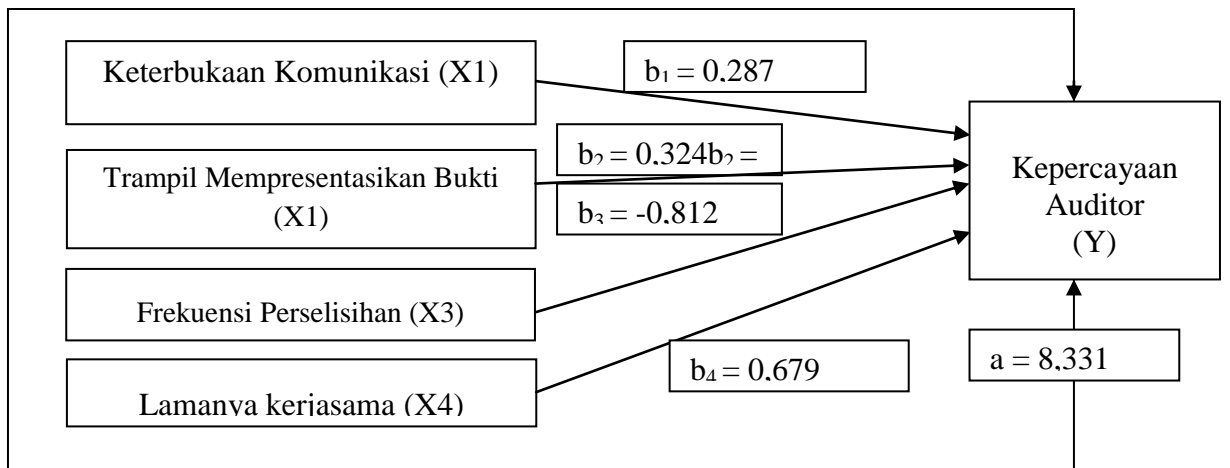 Keterbukaan Komunikasi (X1)
b₁ = 0,287
Trampil Mempresentasikan Bukti
(X1)
b₂ = 0,324b₂ =
b₃ = -0,812
Kepercayaan
Auditor
(Y)
Frekuensi Perselisihan (X3)
Lamanya kerjasama (X4)
b₄ = 0,679
a = 8,331